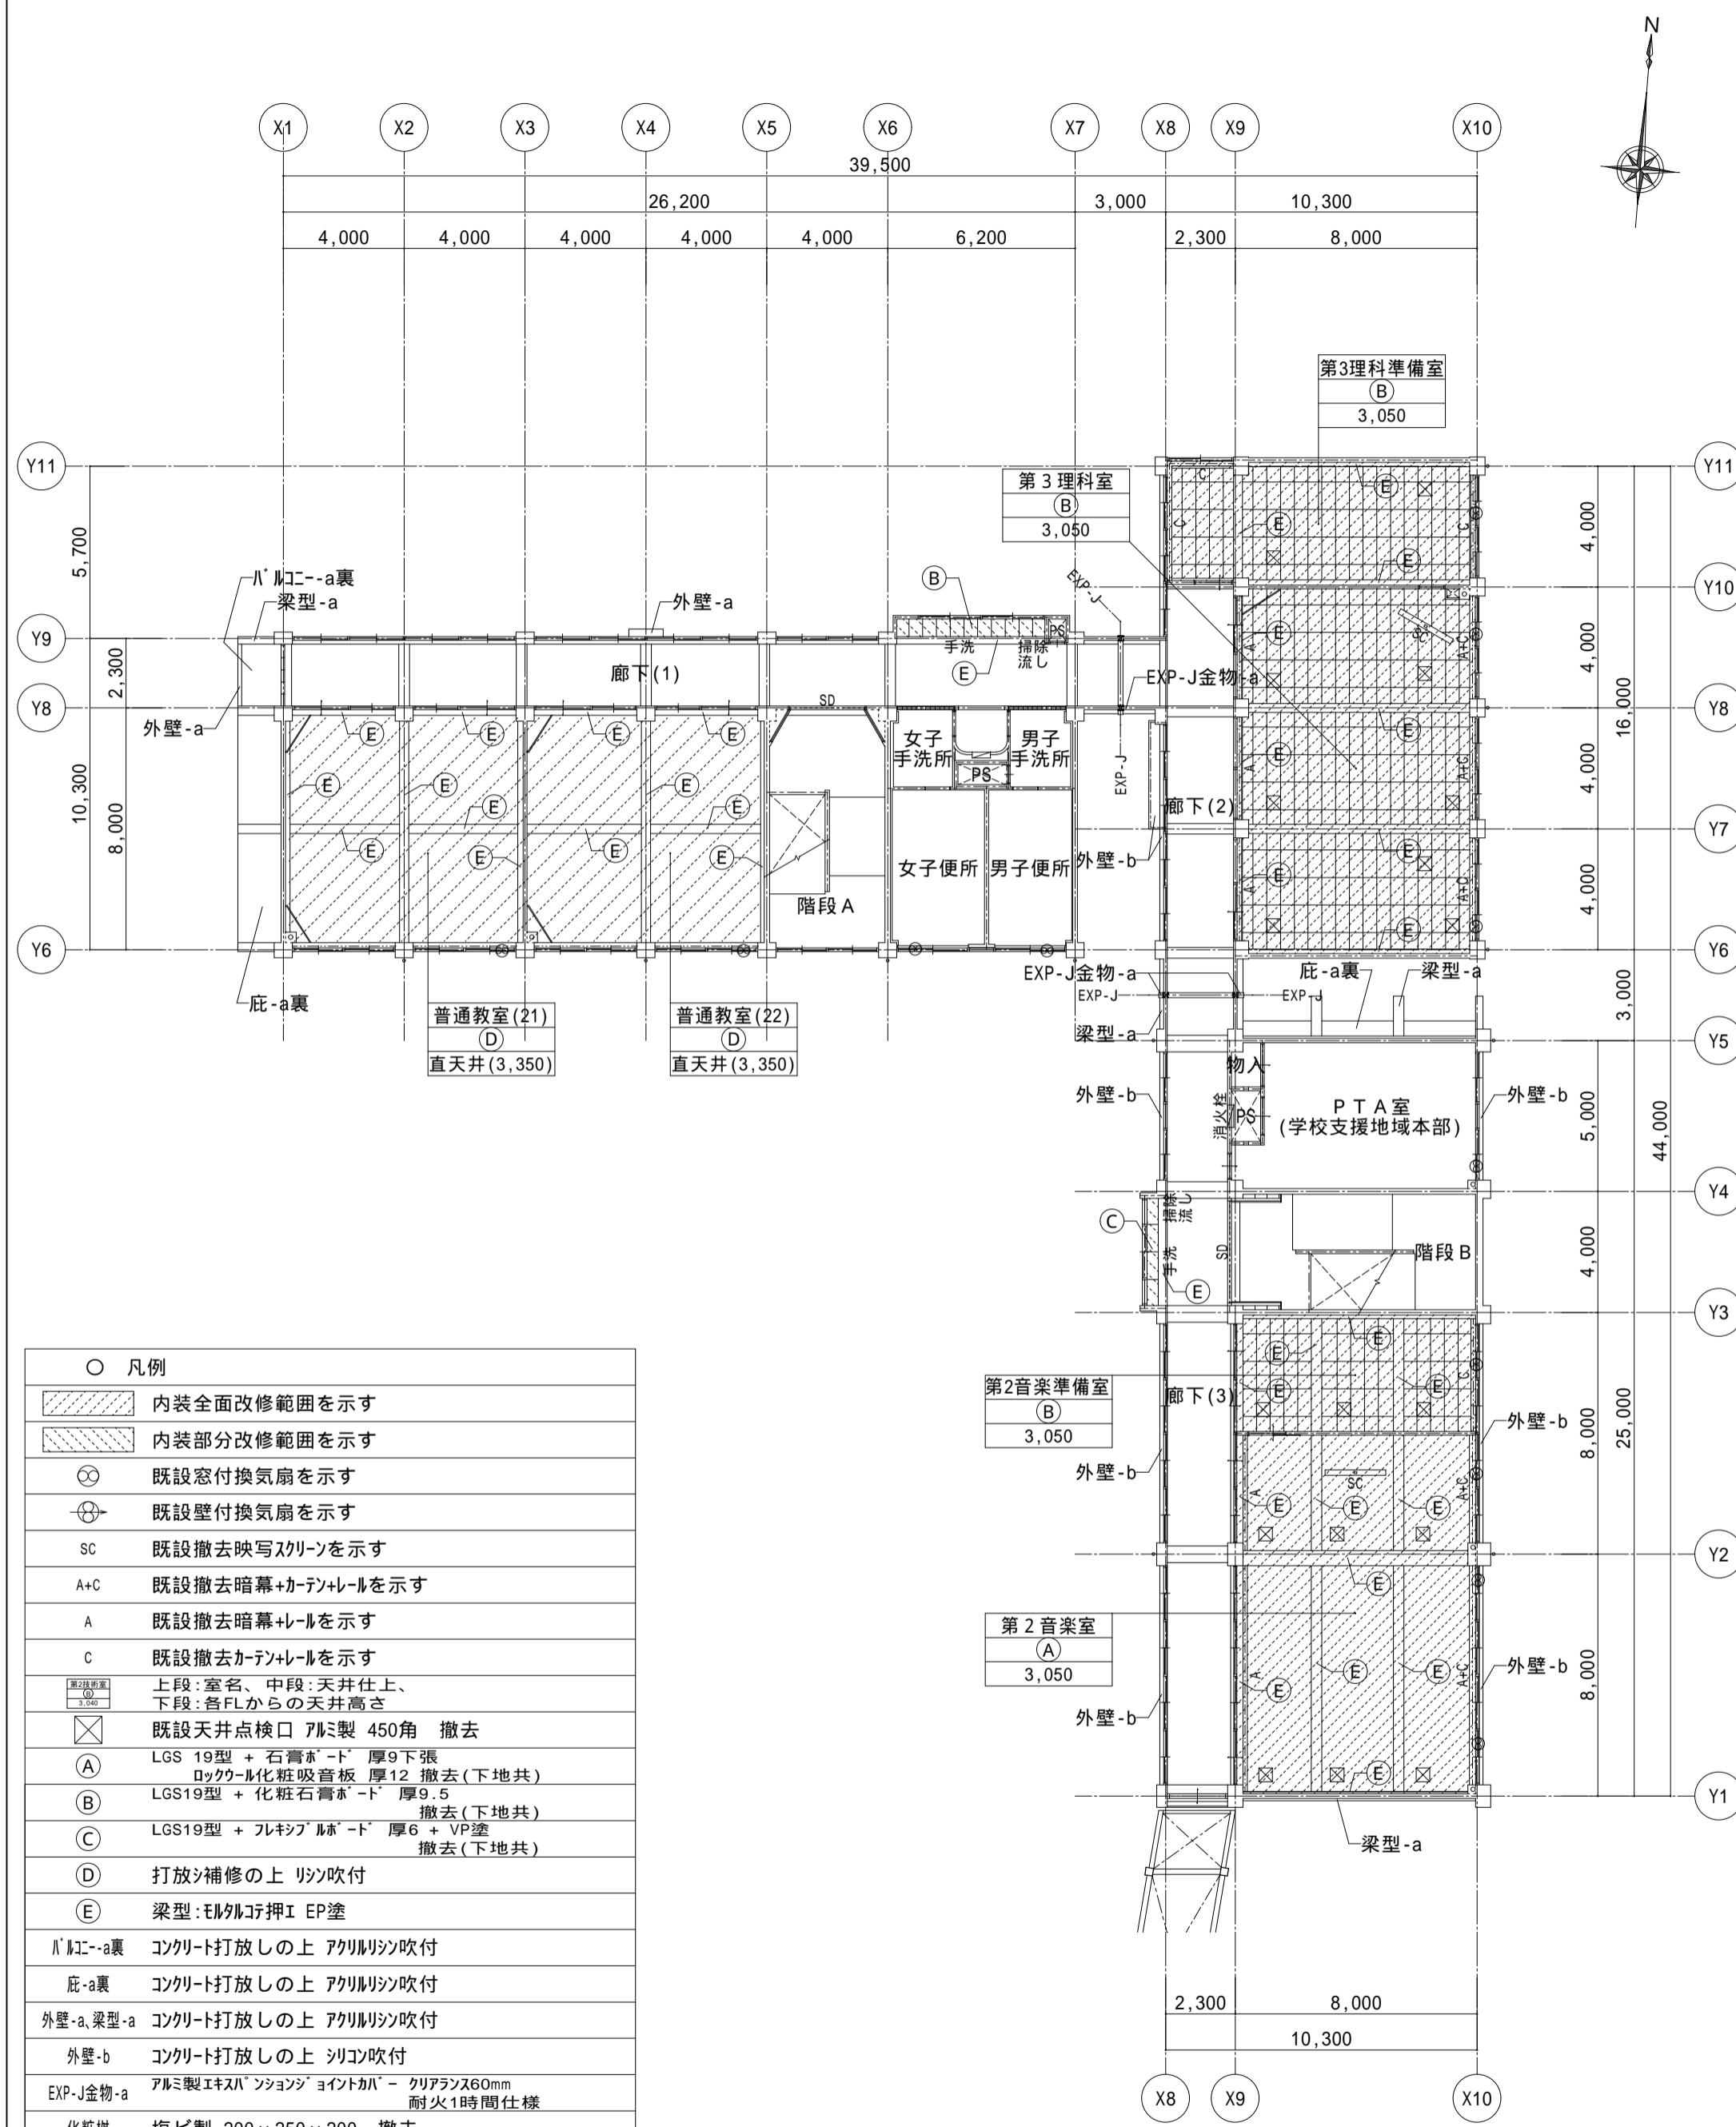 N
X1 X2 X3 X4 X5 X6 X7 X8 X9 X10
39,500
26,200 3,000 10,300
4,000 4,000 4,000 4,000 4,000 6,200 2,300 8,000
第3理科準備室
B
3,050
Y11 Y11
第3理科室
B
3,050
C C E E E C
5,700 4,000
バルコニー-a裏
梁型-a
外壁-a
B
EXP-J
Y10
Y9
PS
手洗
掃除
流し
E
廊下(1)
2,300
EXP-J金物-a
E A SC A+C
4,000
16,000
Y8 Y8
外壁-a
SD
E E E E
女子
手洗所
男子
手洗所
PS
EXP-J
E E E E
10,300
8,000
E E E E
E E
廊下(2)
外壁-b
E A E A+C
4,000
Y7
女子便所
男子便所
階段A
E E A A+C E
4,000
Y6 Y6
庇-a裏
EXP-J金物-a
EXP-J EXP-J
庇-a裏
梁型-a
3,000
普通教室(21)
D
直天井(3,350)
普通教室(22)
D
直天井(3,350)
梁型-a
Y5
物入
外壁-b
消火栓
PS
PTA室
(学校支援地域本部)
外壁-b
5,000
44,000
Y4
掃除
流し
C
手洗
SD
E
階段B
4,000
Y3
E E E E C
第2音楽準備室
B
3,050
廊下(3)
外壁-b
外壁-b
8,000
25,000
SC
A E E E A+C
Y2
E
第2音楽室
A
3,050
A E E E A+C
外壁-b
外壁-b
8,000
E
Y1
梁型-a
2,300 8,000
10,300
X8 X9 X10
○ 凡例
内装全面改修範囲を示す
内装部分改修範囲を示す
既設窓付換気扇を示す
既設壁付換気扇を示す
SC 既設撤去映写スクリーンを示す
A+C 既設撤去暗幕+カーテン+レールを示す
A 既設撤去暗幕+レールを示す
C 既設撤去カーテン+レールを示す
第2技術室
B
3,040
上段:室名、中段:天井仕上、
下段:各FLからの天井高さ
既設天井点検口 アルミ製 450角 撤去
A LGS 19型 + 石膏ボード 厚9下張
ロックウール化粧吸音板 厚12 撤去(下地共)
B LGS19型 + 化粧石膏ボード 厚9.5
撤去(下地共)
C LGS19型 + フレキシブルボード 厚6 + VP塗
撤去(下地共)
D 打放シ補修の上 リシン吹付
E 梁型:モルタルコテ押エ EP塗
バルコニー-a裏 コンクリート打放しの上 アクリルリシン吹付
庇-a裏 コンクリート打放しの上 アクリルリシン吹付
外壁-a、梁型-a コンクリート打放しの上 アクリルリシン吹付
外壁-b コンクリート打放しの上 シリコン吹付
EXP-J金物-a アルミ製エキスパンションジョイントカバー クリアランス60mm
耐火1時間仕様